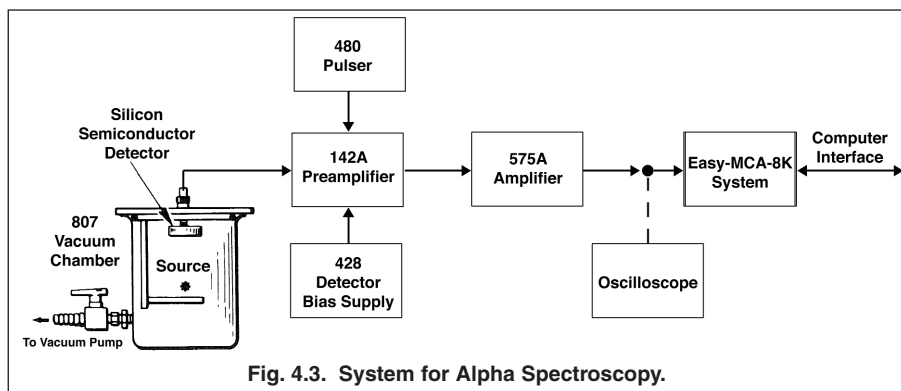 480
Pulser
Silicon
Semiconductor
Detector
142A
Preamplifier
575A
Amplifier
Easy-MCA-8K
System
Computer
Interface
807
Vacuum
Chamber
Source
428
Detector
Bias Supply
Oscilloscope
To Vacuum Pump
Fig. 4.3. System for Alpha Spectroscopy.